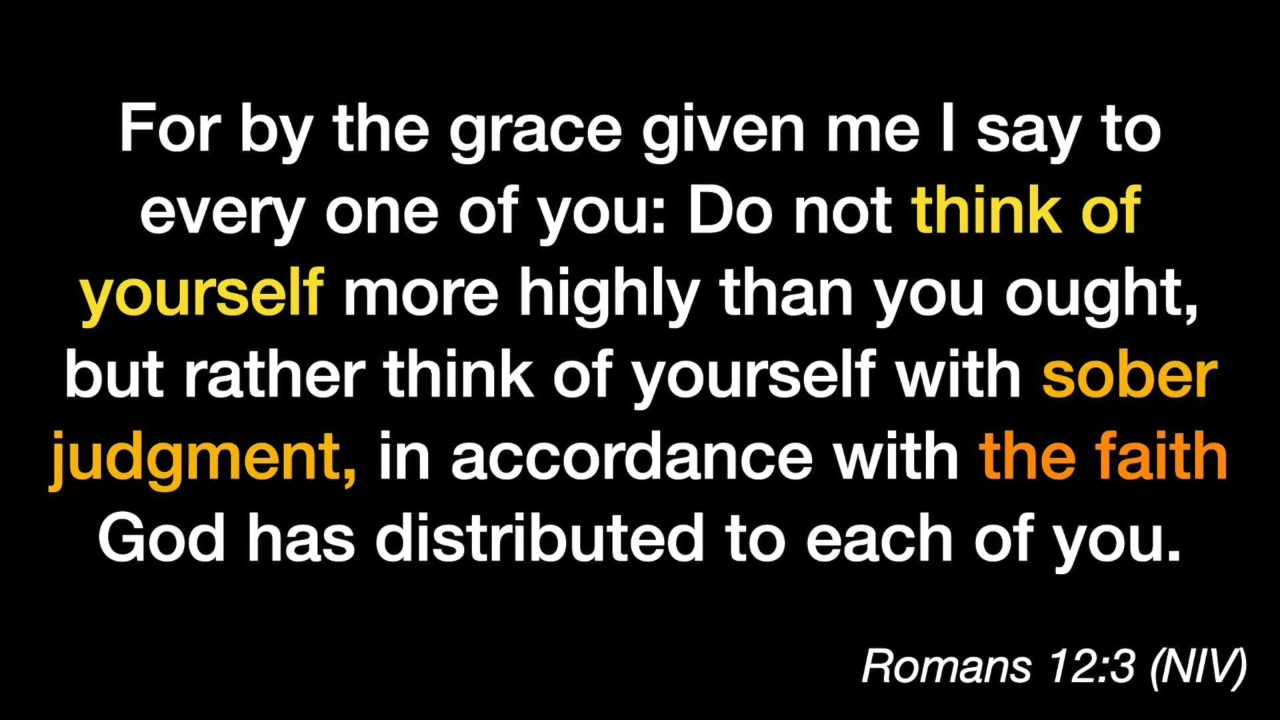 For by the grace given me I say to
every one of you: Do not think of
yourself more highly than you ought,
but rather think of yourself with sober
judgment, in accordance with the faith
God has distributed to each of you.
Romans 12:3 (NIV)